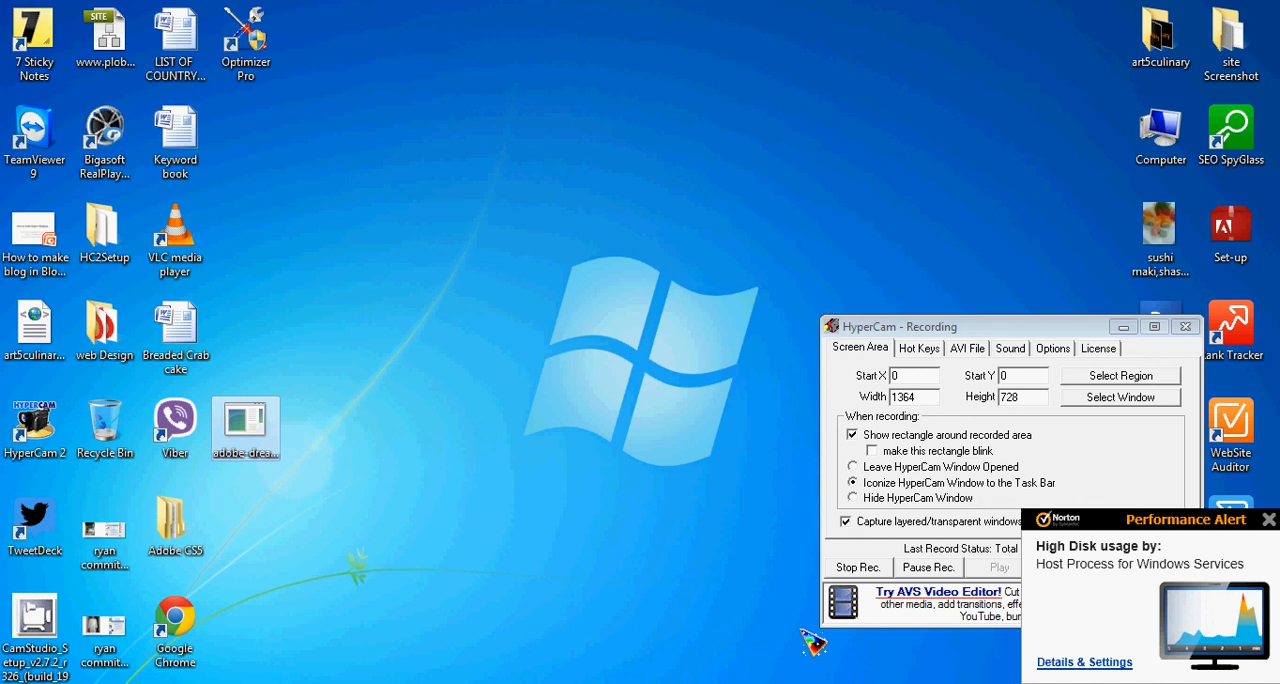 7 Sticky
Notes
SITE
www.plob...
LIST OF
COUNTRY...
Optimizer
Pro
TeamViewer
9
Bigasoft
RealPlay...
Keyword
book
How to make
blog in Blo...
HC2Setup
VLC media
player
art5culinar...
web Design
Breaded Crab
cake
HYPERCAM
HyperCam 2
Recycle Bin
Viber
adobe-drea...
TweetDeck
ryan
commit...
Adobe CS5
CamStudio_S
etup_v2.7.2_r
326_(build_19
ryan
commit...
Google
Chrome
art5culinary
site
Screenshot
Computer
SEO SpyGlass
sushi
maki,shas...
Set-up
ank Tracker
WebSite
Auditor
HyperCam - Recording
Screen Area Hot Keys AVI File Sound Options License
Start X 0 Start Y 0 Select Region
Width 1364 Height 728 Select Window
When recording:
Show rectangle around recorded area
make this rectangle blink
Leave HyperCam Window Opened
Iconize HyperCam Window to the Task Bar
Hide HyperCam Window
Capture layered/transparent windows
Last Record Status: Total
Stop Rec. Pause Rec. Play
Try AVS Video Editor! Cut
other media, add transitions, effe
YouTube, bur
Norton
by Symantec
Performance Alert
High Disk usage by:
Host Process for Windows Services
Details & Settings